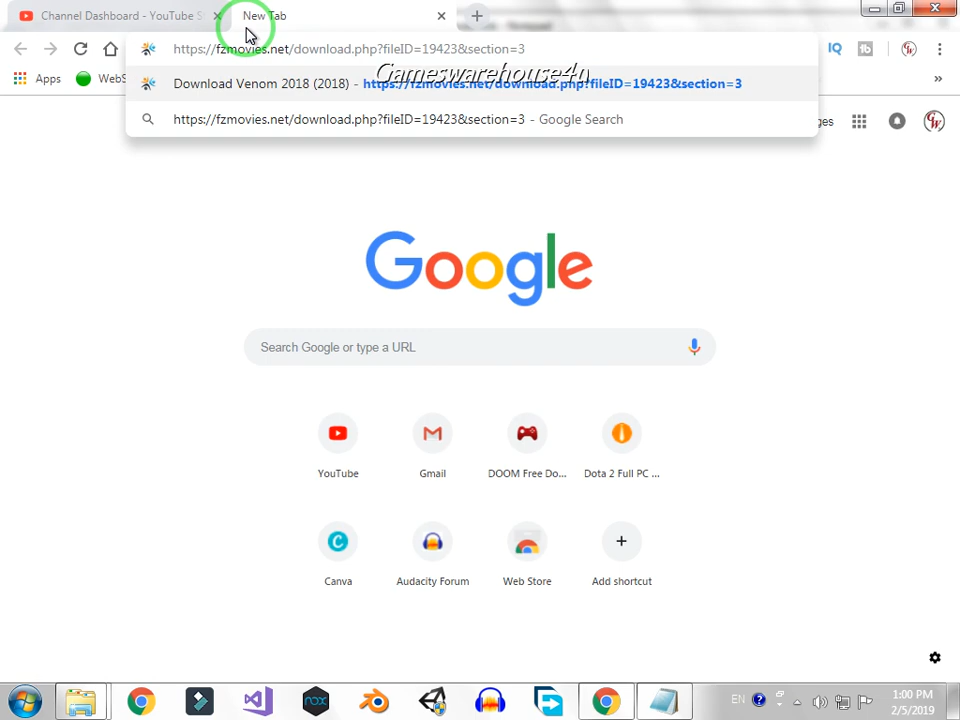 Channel Dashboard - YouTube S
New Tab
https://fzmovies.net/download.php?fileID=19423&section=3
Gameswarehouse4u
Download Venom 2018 (2018) - https://fzmovies.net/download.php?fileID=19423&section=3
https://fzmovies.net/download.php?fileID=19423&section=3 - Google Search
Apps
WebS
ges
Google
Search Google or type a URL
YouTube
Gmail
DOOM Free Do...
Dota 2 Full PC ...
Canva
Audacity Forum
Web Store
Add shortcut
nox
EN
1:00 PM
2/5/2019